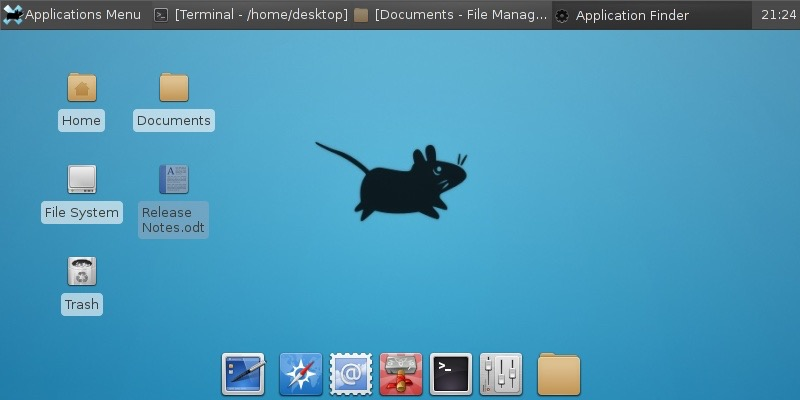 Applications Menu
[Terminal - /home/desktop]
[Documents - File Manag...
Application Finder
21:24
Home
Documents
File System
Release
Notes.odt
Trash
A
@
>_